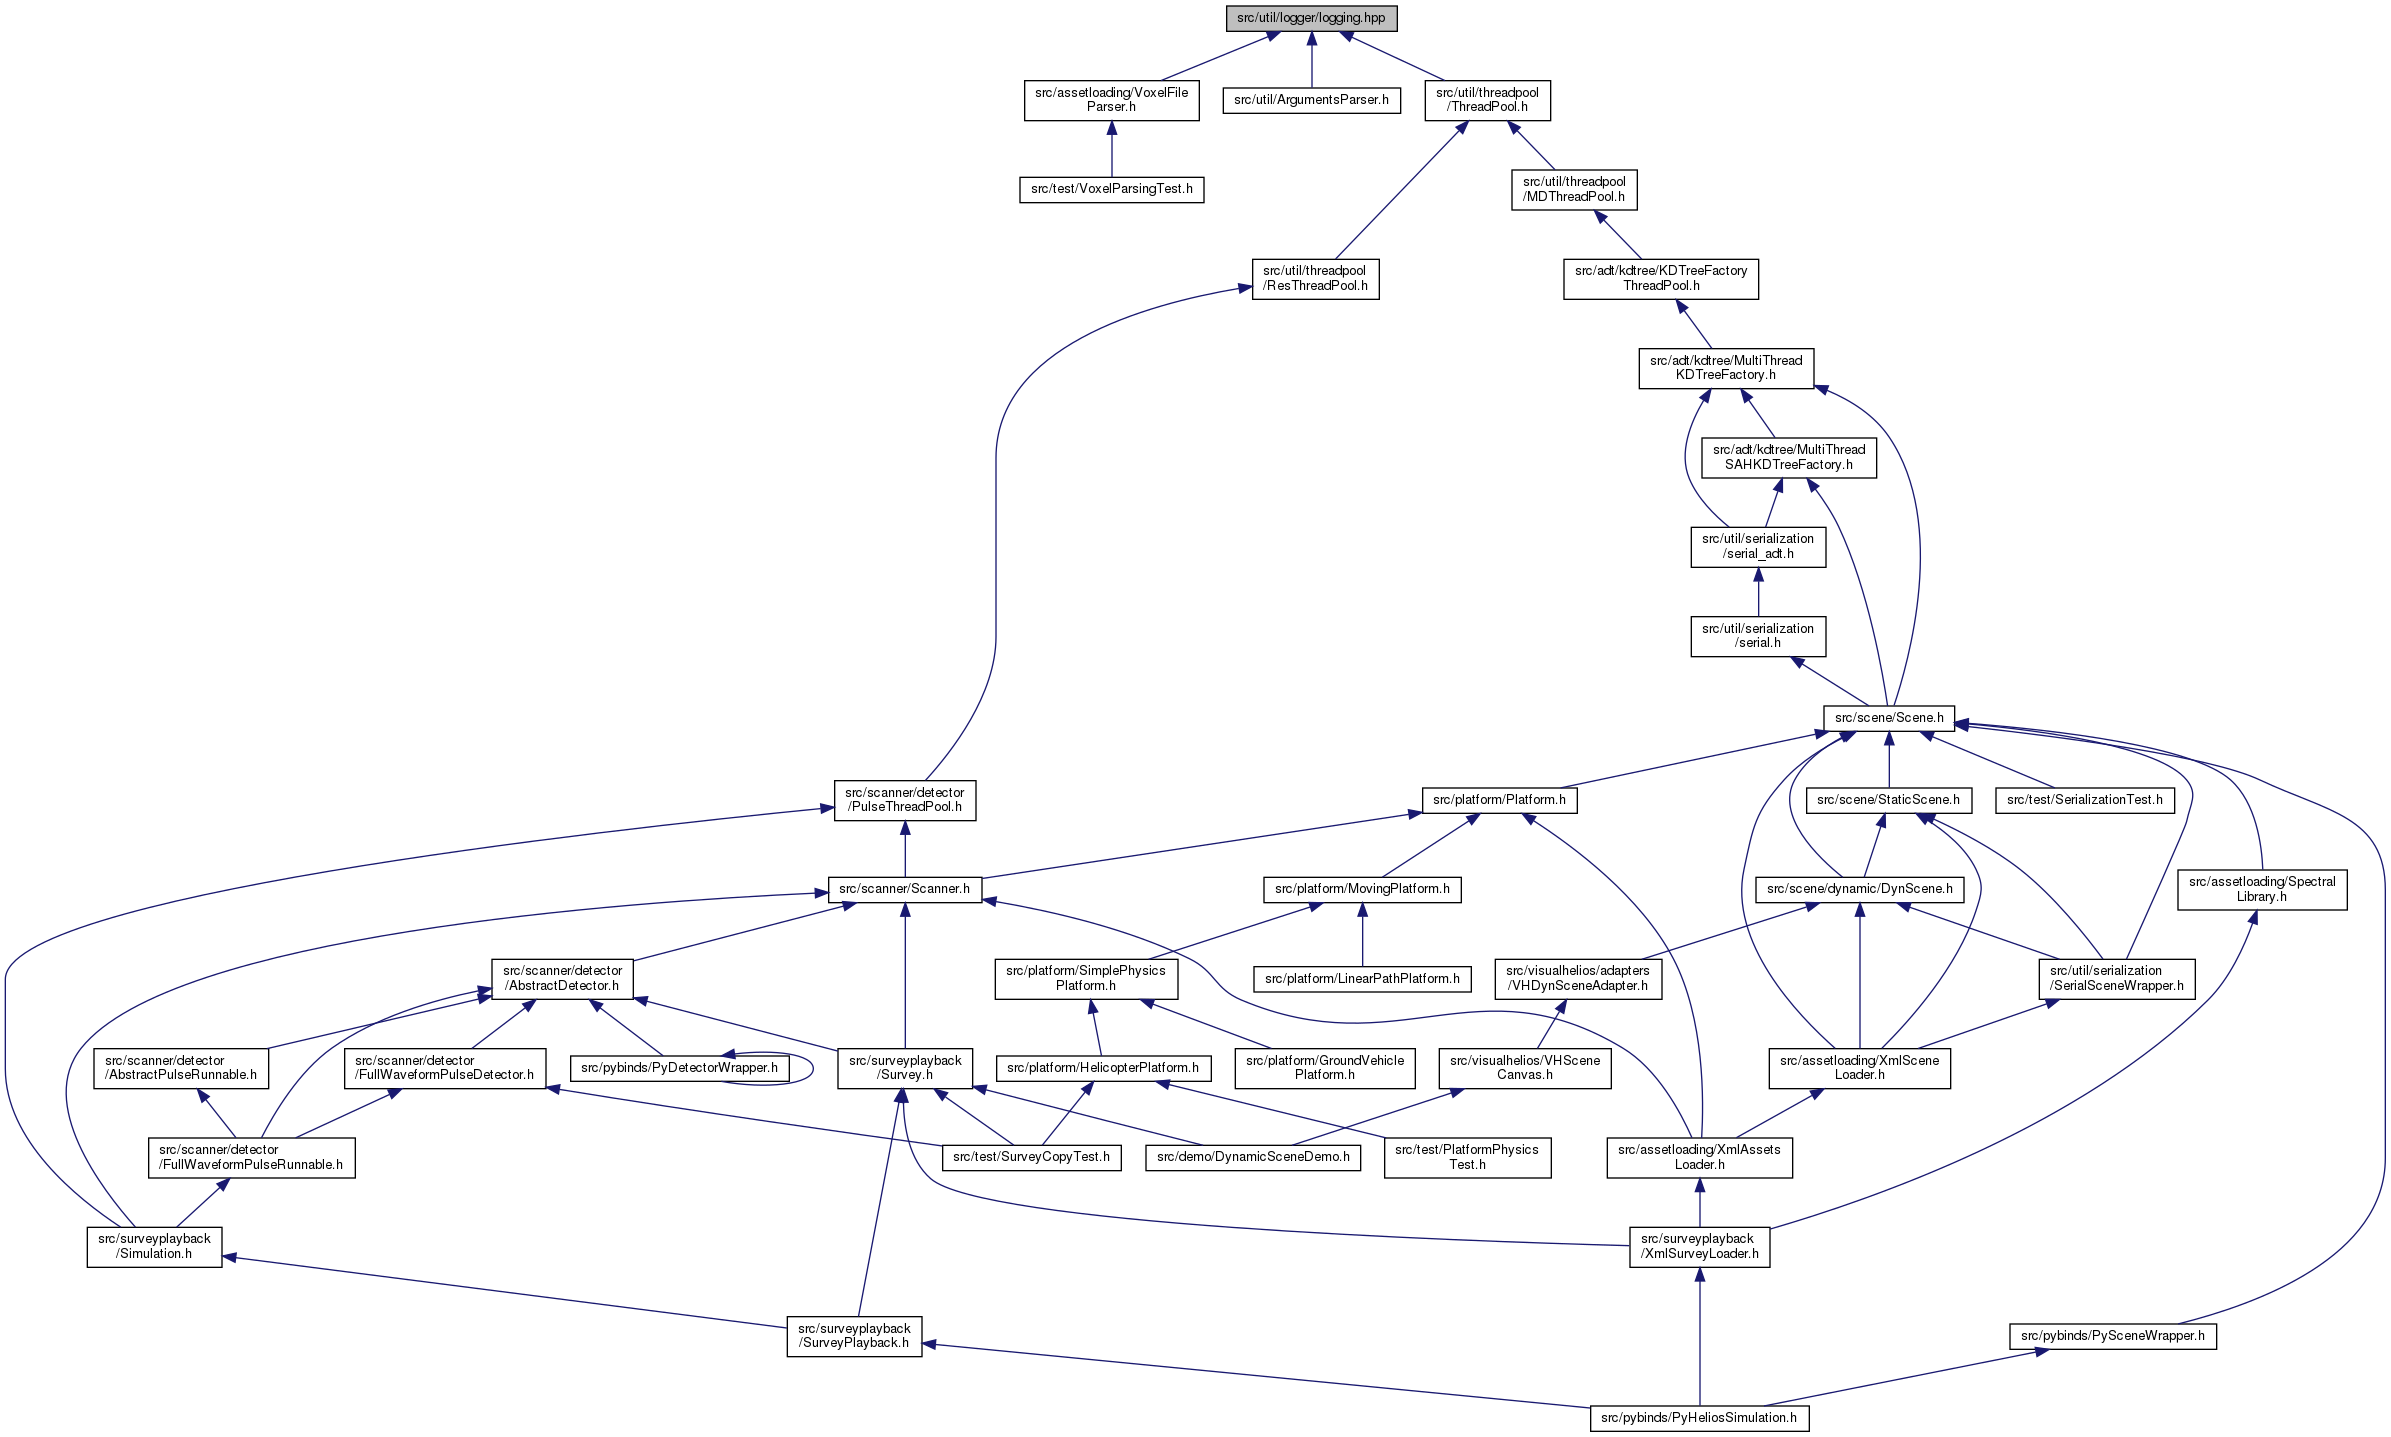 src/util/logger/logging.hpp
src/assetloading/VoxelFile
Parser.h
src/util/ArgumentsParser.h
src/util/threadpool
/ThreadPool.h
src/test/VoxelParsingTest.h
src/util/threadpool
/MDThreadPool.h
src/util/threadpool
/ResThreadPool.h
src/adt/kdtree/KDTreeFactory
ThreadPool.h
src/adt/kdtree/MultiThread
KDTreeFactory.h
src/adt/kdtree/MultiThread
SAHKDTreeFactory.h
src/util/serialization
/serial_adt.h
src/util/serialization
/serial.h
src/scene/Scene.h
src/scanner/detector
/PulseThreadPool.h
src/platform/Platform.h
src/scene/StaticScene.h
src/test/SerializationTest.h
src/scanner/Scanner.h
src/platform/MovingPlatform.h
src/scene/dynamic/DynScene.h
src/assetloading/Spectral
Library.h
src/scanner/detector
/AbstractDetector.h
src/platform/SimplePhysics
Platform.h
src/platform/LinearPathPlatform.h
src/visualhelios/adapters
/VHDynSceneAdapter.h
src/util/serialization
/SerialSceneWrapper.h
src/scanner/detector
/AbstractPulseRunnable.h
src/scanner/detector
/FullWaveformPulseDetector.h
src/pybinds/PyDetectorWrapper.h
src/surveyplayback
/Survey.h
src/platform/HelicopterPlatform.h
src/platform/GroundVehicle
Platform.h
src/visualhelios/VHScene
Canvas.h
src/assetloading/XmlScene
Loader.h
src/scanner/detector
/FullWaveformPulseRunnable.h
src/test/SurveyCopyTest.h
src/demo/DynamicSceneDemo.h
src/test/PlatformPhysics
Test.h
src/assetloading/XmlAssets
Loader.h
src/surveyplayback
/Simulation.h
src/surveyplayback
/XmlSurveyLoader.h
src/surveyplayback
/SurveyPlayback.h
src/pybinds/PySceneWrapper.h
src/pybinds/PyHeliosSimulation.h